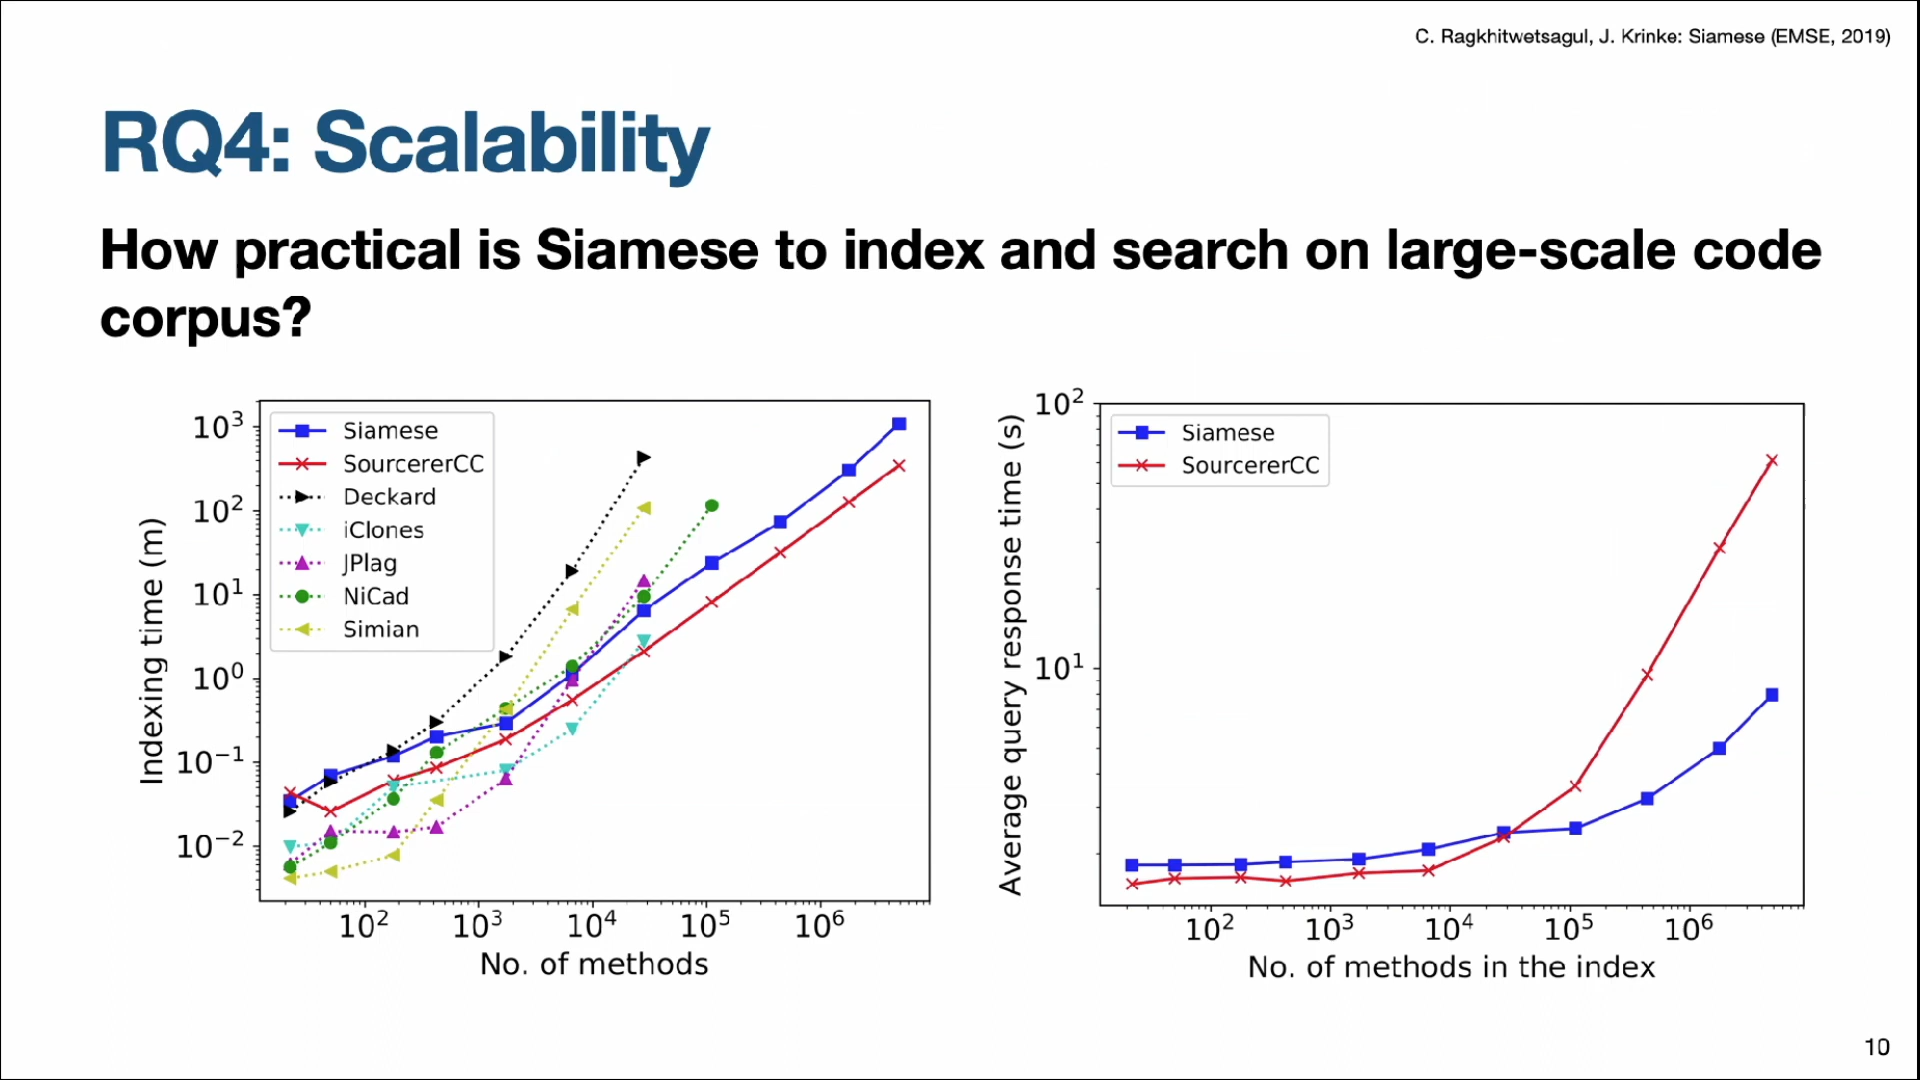 C. Ragkhitwetsagul, J. Krinke: Siamese (EMSE, 2019)
RQ4: Scalability
How practical is Siamese to index and search on large-scale code
corpus?
Siamese
SourcererCC
Deckard
iClones
JPlag
NiCad
Simian
Indexing time (m)
10³
10²
10¹
10⁰
10⁻¹
10⁻²
10² 10³ 10⁴ 10⁵ 10⁶
No. of methods
Siamese
SourcererCC
Average query response time (s)
10²
10¹
10² 10³ 10⁴ 10⁵ 10⁶
No. of methods in the index
10